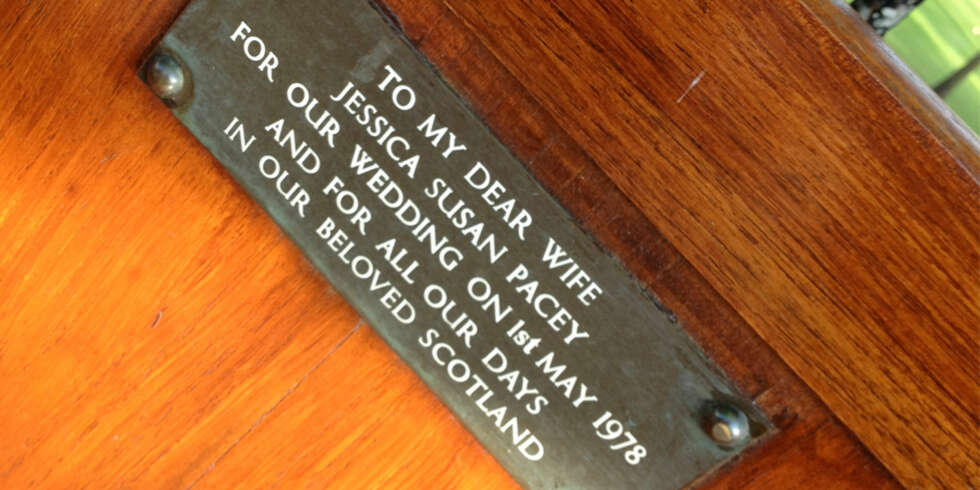 TO MY DEAR WIFE
JESSICA SUSAN PACEY
FOR OUR WEDDING ON 1st MAY 1978
AND FOR ALL OUR DAYS
IN OUR BELOVED SCOTLAND